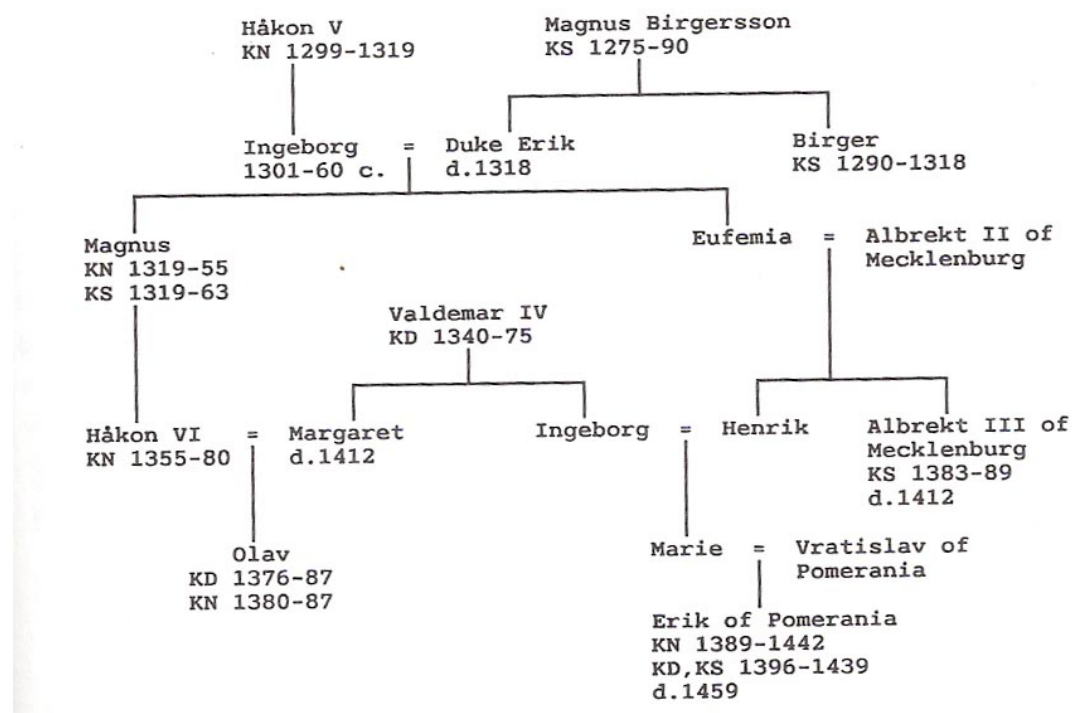 Håkon V
KN 1299-1319
Magnus Birgersson
KS 1275-90
Ingeborg = Duke Erik
1301-60 c. d.1318
Birger
KS 1290-1318
Magnus
KN 1319-55
KS 1319-63
Eufemia = Albrekt II of
Mecklenburg
Valdemar IV
KD 1340-75
Håkon VI = Margaret
KN 1355-80 d.1412
Ingeborg = Henrik
Albrekt III of
Mecklenburg
KS 1383-89
d.1412
Olav
KD 1376-87
KN 1380-87
Marie = Vratislav of
Pomerania
Erik of Pomerania
KN 1389-1442
KD,KS 1396-1439
d.1459